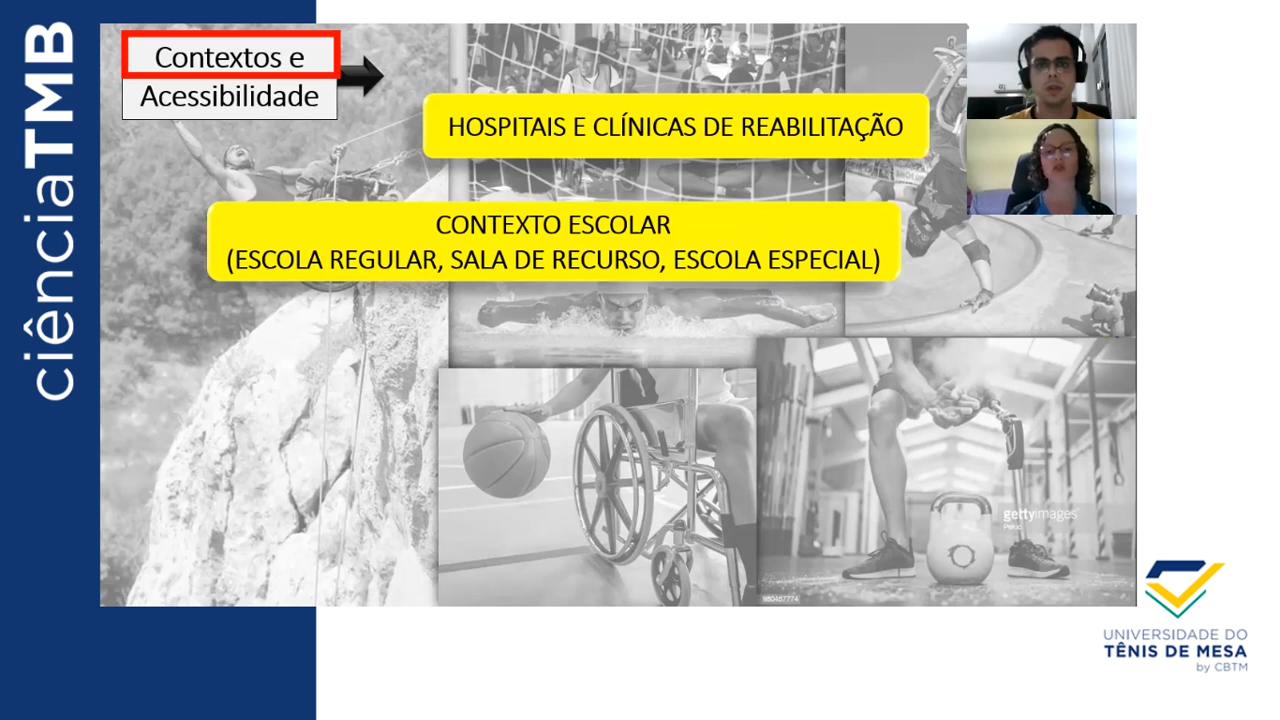 ciênciaTMB
Contextos e
Acessibilidade
HOSPITAIS E CLÍNICAS DE REABILITAÇÃO
CONTEXTO ESCOLAR
(ESCOLA REGULAR, SALA DE RECURSO, ESCOLA ESPECIAL)
gettyimages
980487774
UNIVERSIDADE DO
TÊNIS DE MESA
by CBTM